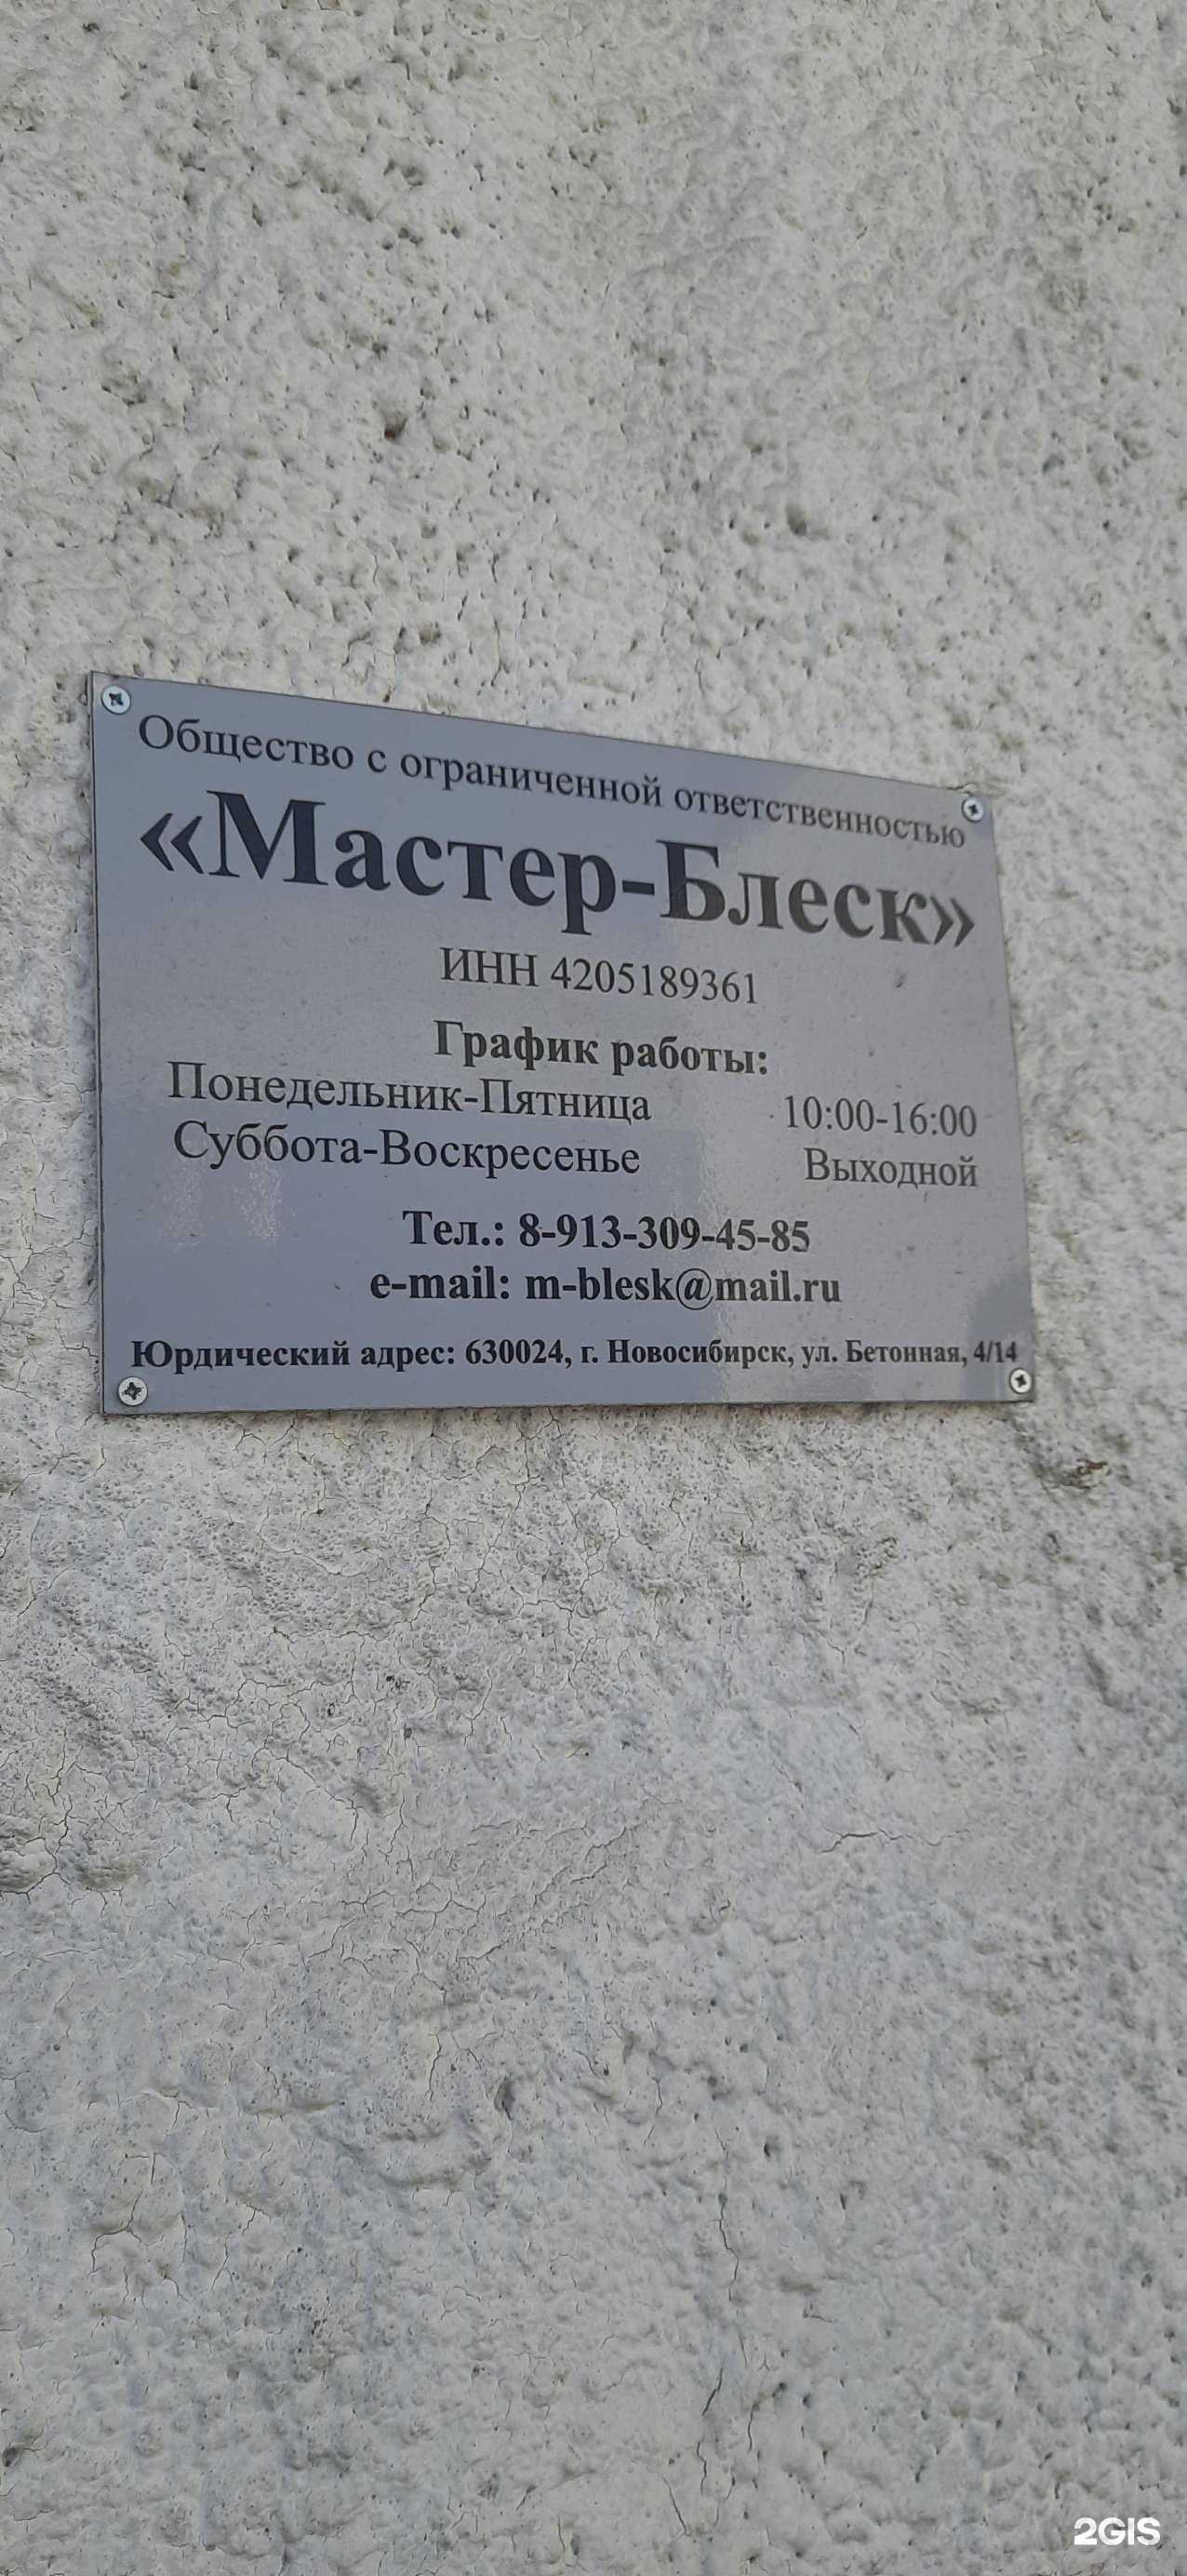 Общество с ограниченной ответственностью
«Мастер-Блеск»
ИНН 4205189361
График работы:
Понедельник-Пятница 10:00-16:00
Суббота-Воскресенье Выходной
Тел.: 8-913-309-45-85
e-mail: m-blesk@mail.ru
Юрдический адрес: 630024, г. Новосибирск, ул. Бетонная, 4/14
2GIS